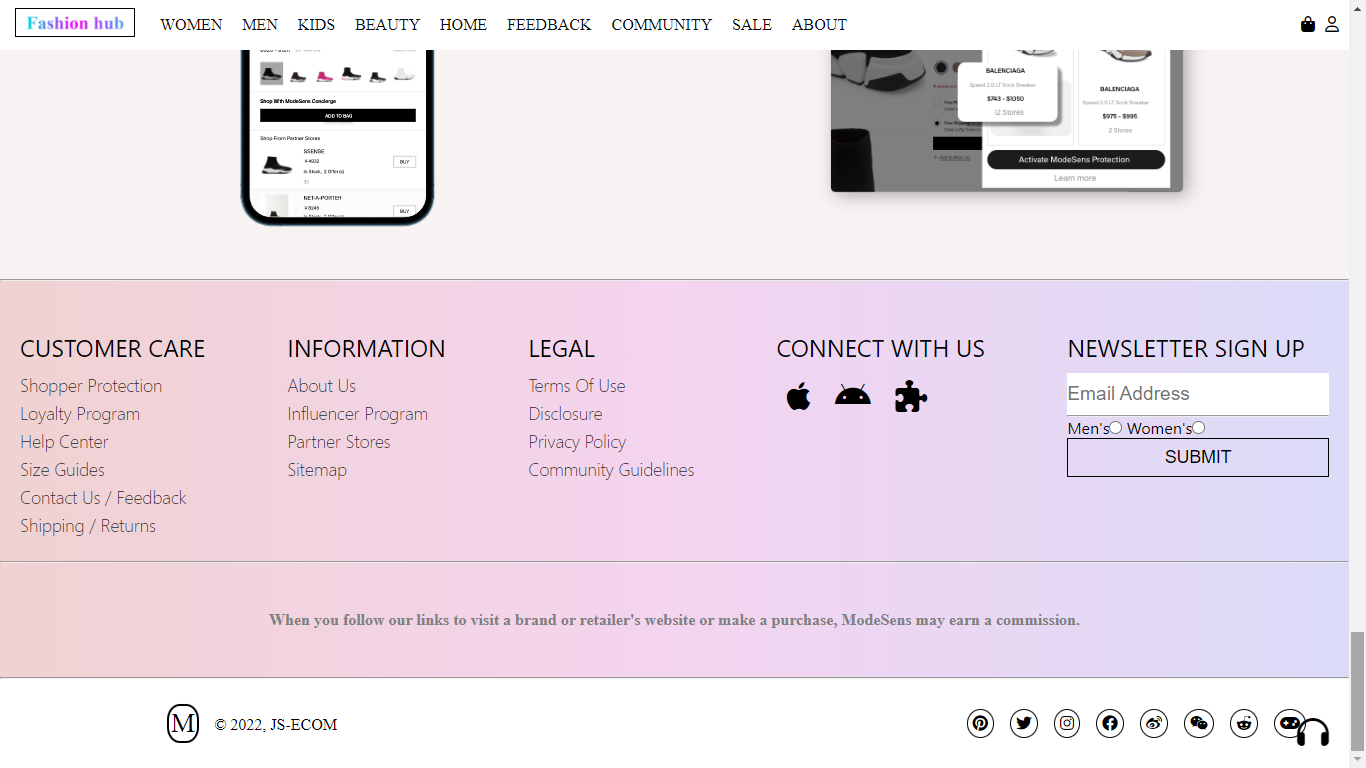 Fashion hub
WOMEN MEN KIDS BEAUTY HOME FEEDBACK COMMUNITY SALE ABOUT
Shop With ModeSens Concierge
ADD TO BAG
Shop From Partner Stores
SSENSE
¥4932
BUY
In Stock, 2 Offer(s)
NET-A-PORTER
¥8246
BUY
BALENCIAGA
Speed 2.0 LT Sock Sneaker
$743 - $1050
12 Stores
BALENCIAGA
Speed 2.0 LT Sock Sneaker
$975 - $995
2 Stores
Add to Wish List
Activate ModeSens Protection
Learn more
CUSTOMER CARE
Shopper Protection
Loyalty Program
Help Center
Size Guides
Contact Us / Feedback
Shipping / Returns
INFORMATION
About Us
Influencer Program
Partner Stores
Sitemap
LEGAL
Terms Of Use
Disclosure
Privacy Policy
Community Guidelines
CONNECT WITH US
NEWSLETTER SIGN UP
Email Address
Men's Women's
SUBMIT
When you follow our links to visit a brand or retailer's website or make a purchase, ModeSens may earn a commission.
M © 2022, JS-ECOM